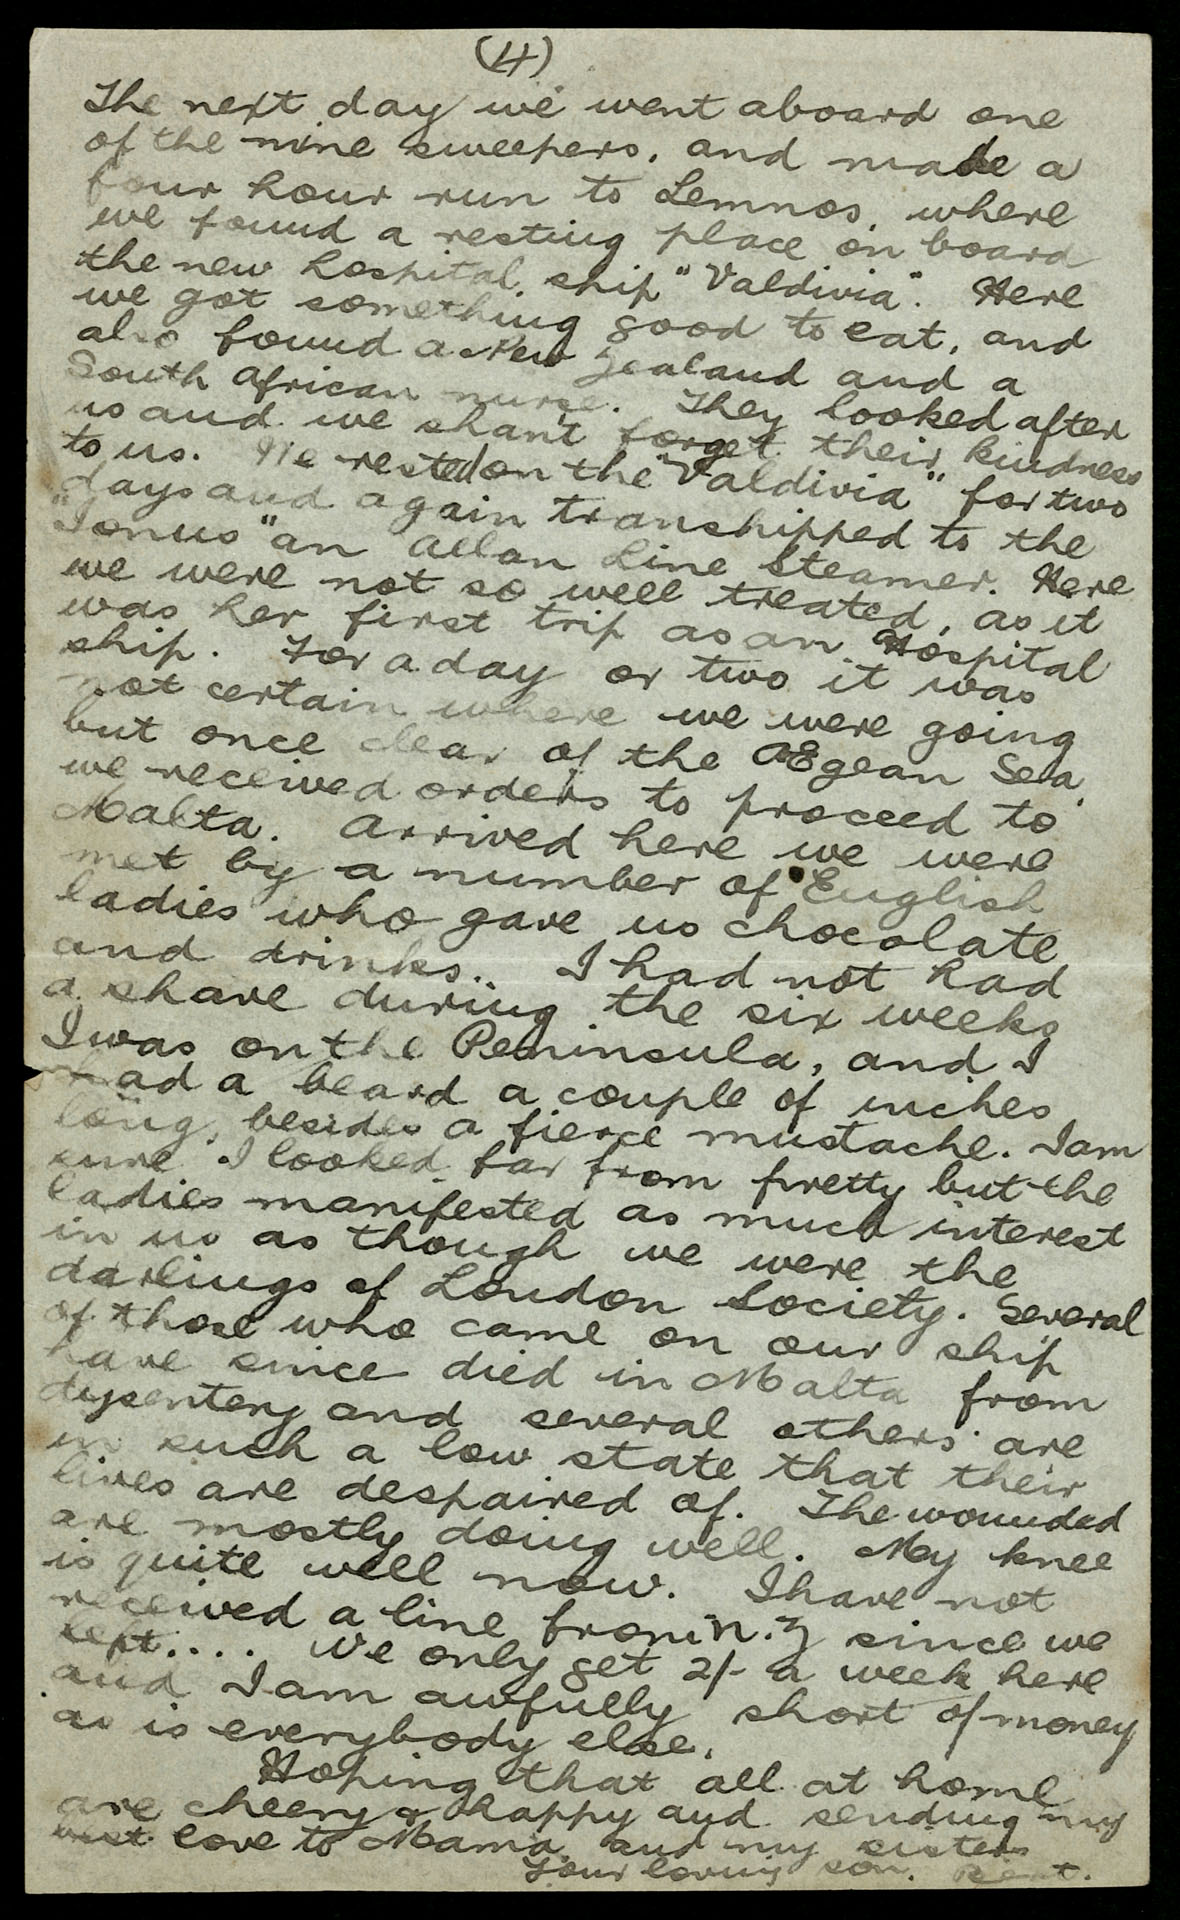 (4)
The next day we went aboard one
of the mine sweepers, and made a
four hour run to Lemnos, where
we found a resting place on board
the new hospital ship "Valdivia". Here
we got something good to eat, and
also found a New Zealand and a
South African nurse. They looked after
us and we shan't forget their kindness
to us. We rested on the "Valdivia" for two
days and again transhipped to the
"Ionus" an Allan Line Steamer. Here
we were not so well treated, as it
was her first trip as an Hospital
ship. For a day or two it was
not certain where we were going
but once clear of the AEgean Sea
we received orders to proceed to
Malta. Arrived here we were
met by a number of English
ladies who gave us chocolate
and drinks. I had not had
a shave during the six weeks
I was on the Peninsula, and I
had a beard a couple of inches
long, besides a fierce mustache. I am
sure I looked far from pretty but the
ladies manifested as much interest
in us as though we were the
darlings of London Society. Several
of those who came on our ship
have since died in Malta from
dysentery and several others are
in such a low state that their
lives are despaired of. The wounded
are mostly doing well. My knee
is quite well now. I have not
received a line from N.Z since we
left.... We only get 2/- a week here
and I am awfully short of money
as is everybody else.
Hoping that all at home
are cheery & happy and sending my
best love to Mama and my sisters
Your loving son. Bert.